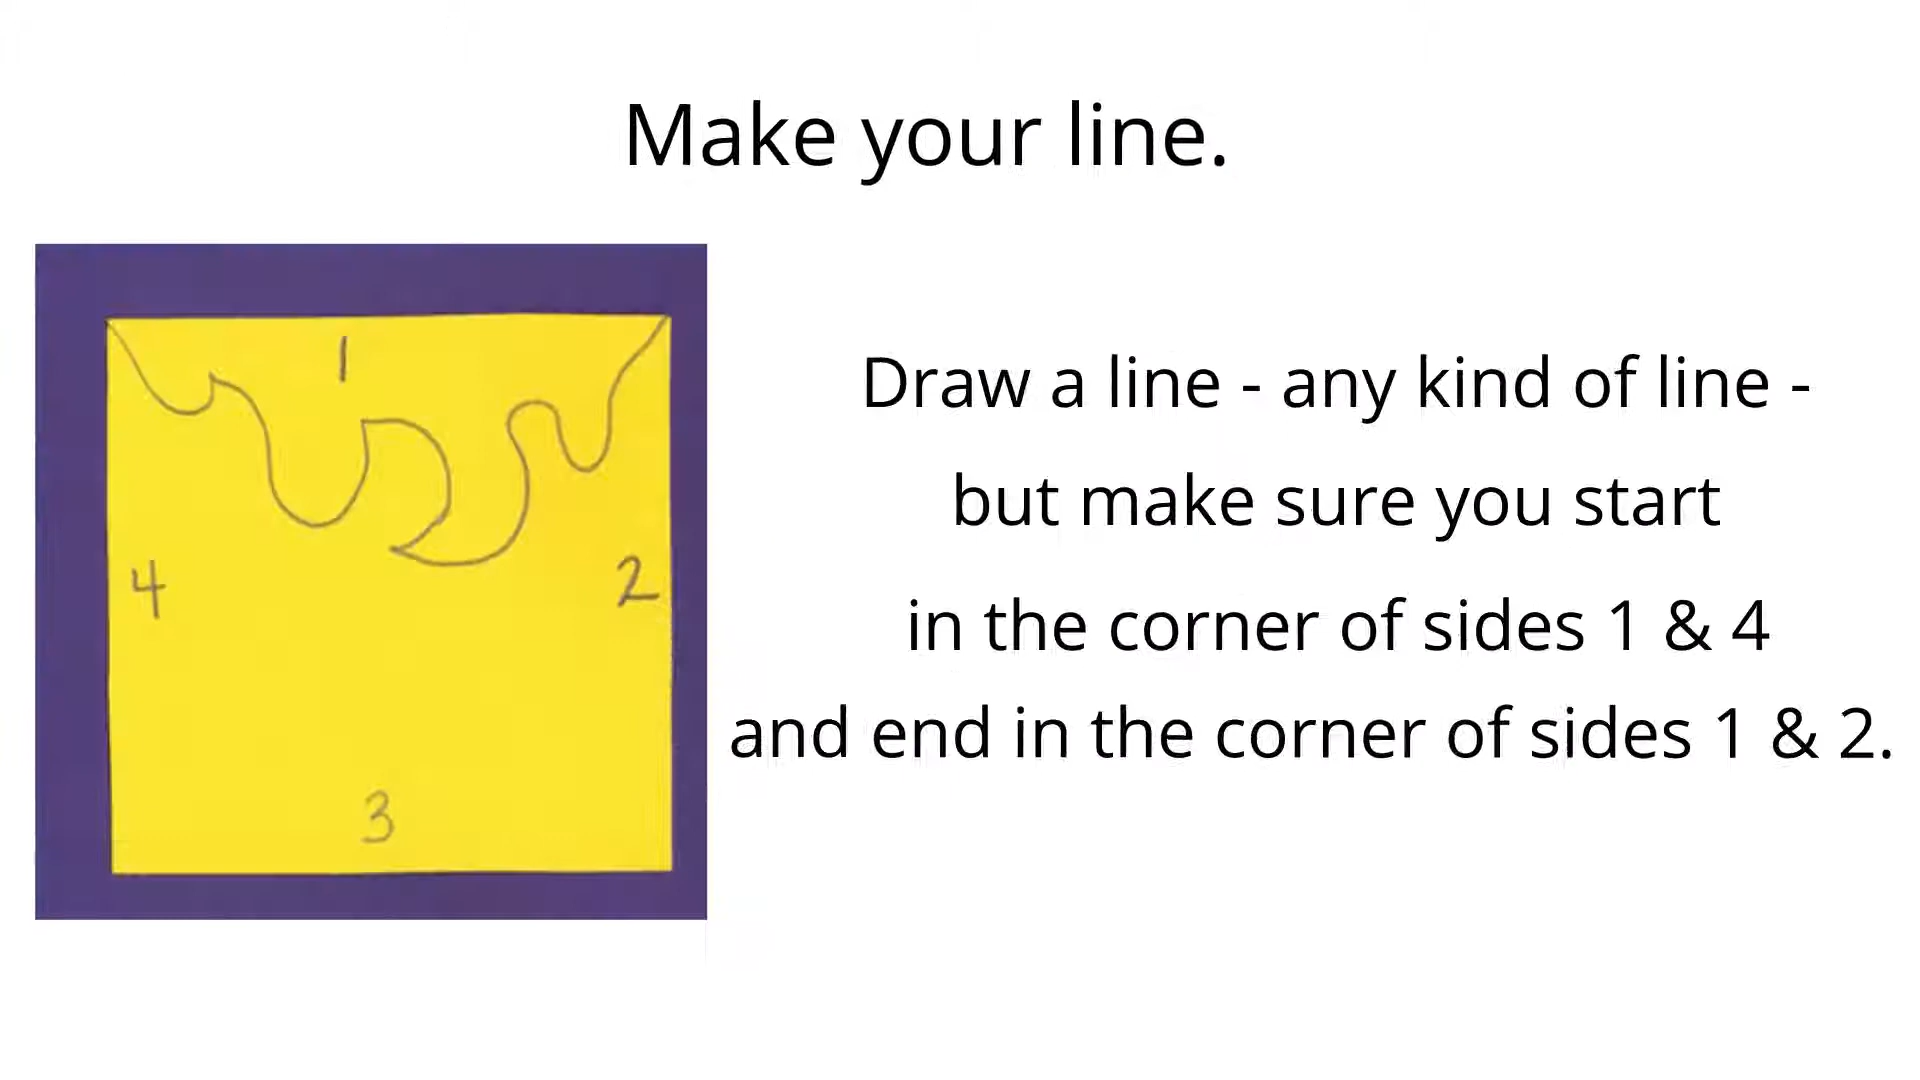 Make your line.
1
4
2
3
Draw a line - any kind of line -
but make sure you start
in the corner of sides 1 & 4
and end in the corner of sides 1 & 2.